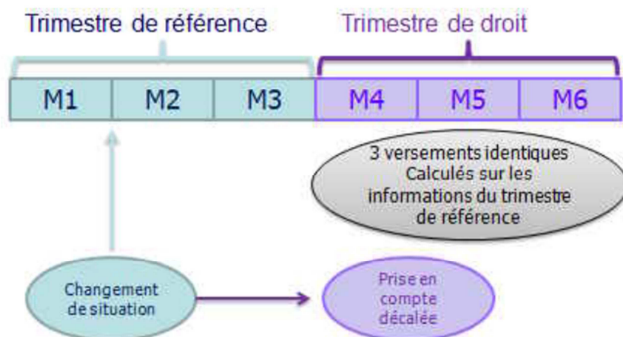 Trimestre de référence
Trimestre de droit
M1 M2 M3 M4 M5 M6
3 versements identiques
Calculés sur les
informations du trimestre
de référence
Changement
de situation
Prise en
compte
décalée